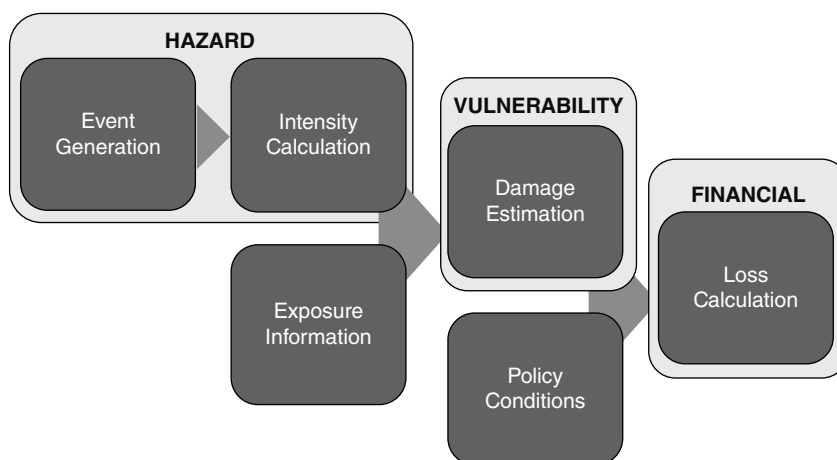 HAZARD
Event
Generation
Intensity
Calculation
Exposure
Information
VULNERABILITY
Damage
Estimation
Policy
Conditions
FINANCIAL
Loss
Calculation